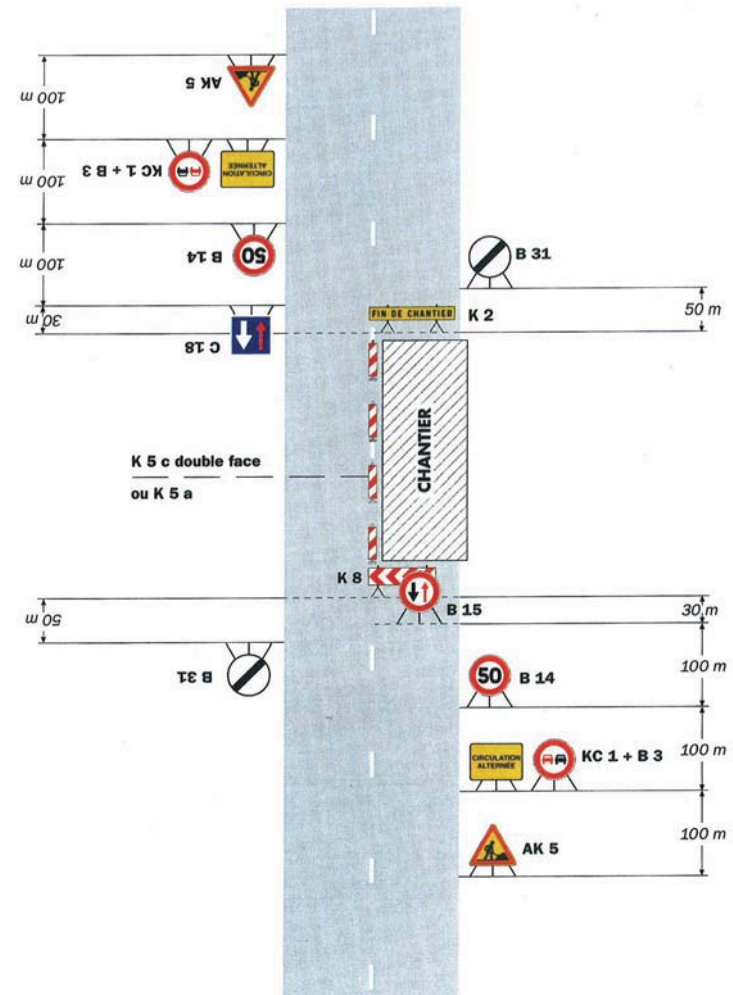 AK 5
100 m
KC 1 + B 3
CIRCULATION
ALTERNÉE
100 m
50
B 14
100 m
30 m
C 18
B 31
50 m
FIN DE CHANTIER
K 2
CHANTIER
K 5 c double face
ou K 5 a
K 8
B 15
30 m
50 m
B 31
50
B 14
100 m
CIRCULATION
ALTERNÉE
KC 1 + B 3
100 m
AK 5
100 m